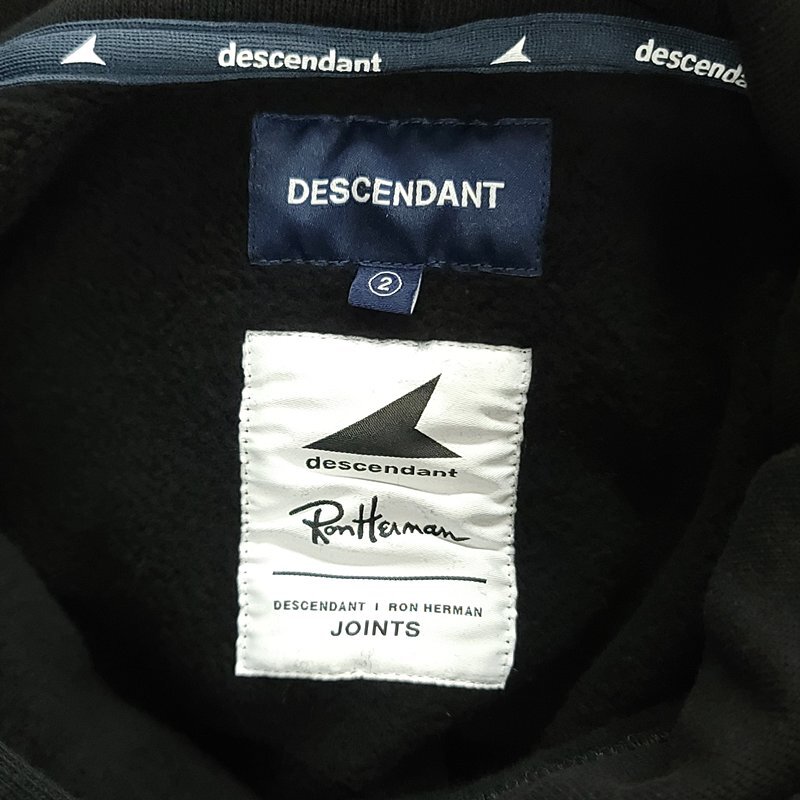 descendant descendant
DESCENDANT
2
descendant
Ron Herman
DESCENDANT | RON HERMAN
JOINTS